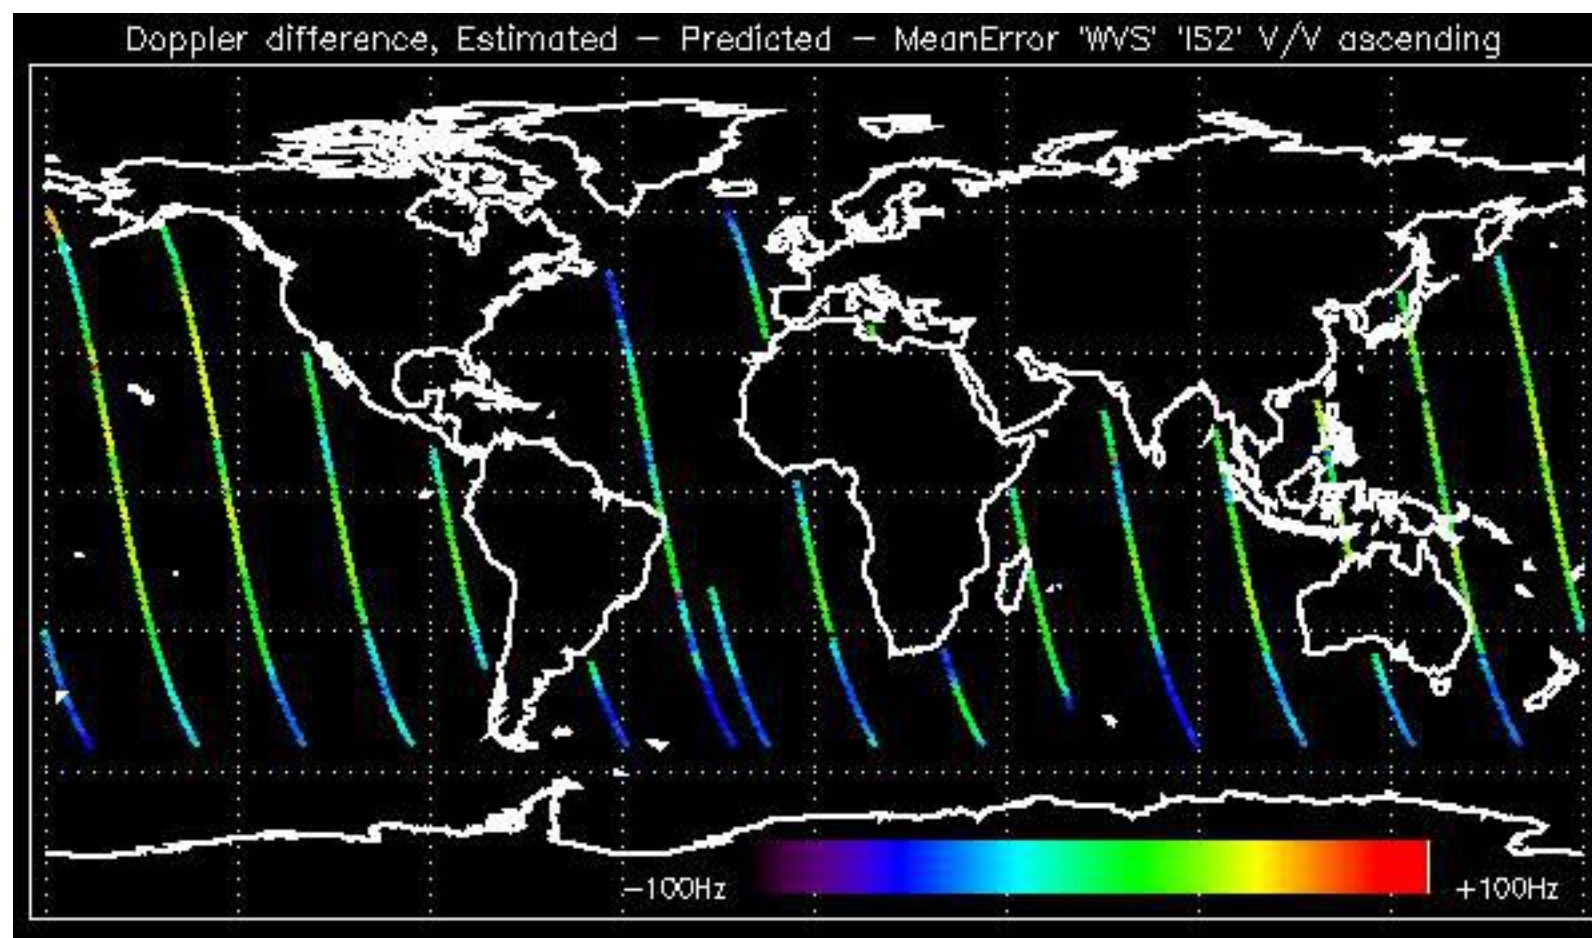 Doppler difference, Estimated – Predicted – MeanError 'WVS' 'IS2' V/V ascending
-100Hz +100Hz